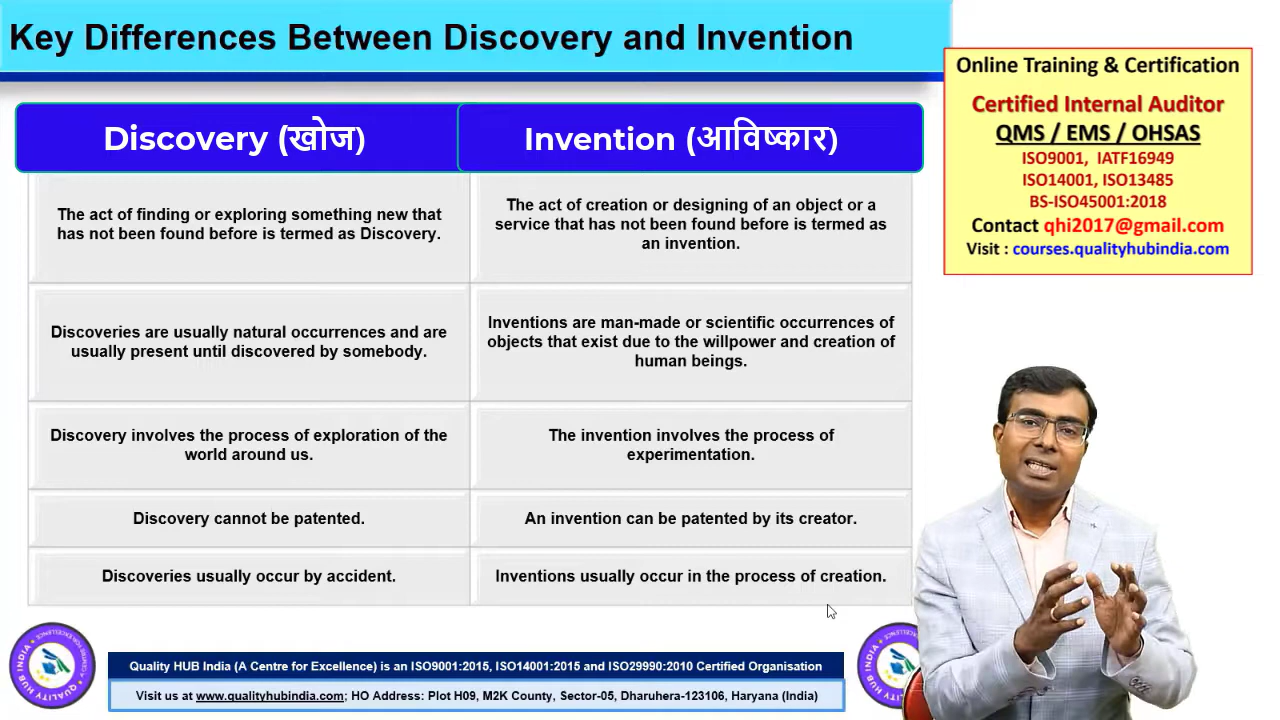 Key Differences Between Discovery and Invention
Online Training & Certification
Certified Internal Auditor
QMS / EMS / OHSAS
ISO9001, IATF16949
ISO14001, ISO13485
BS-ISO45001:2018
Contact qhi2017@gmail.com
Visit : courses.qualityhubindia.com
Discovery (खोज)
Invention (आविष्कार)
The act of finding or exploring something new that
has not been found before is termed as Discovery.
The act of creation or designing of an object or a
service that has not been found before is termed as
an invention.
Discoveries are usually natural occurrences and are
usually present until discovered by somebody.
Inventions are man-made or scientific occurrences of
objects that exist due to the willpower and creation of
human beings.
Discovery involves the process of exploration of the
world around us.
The invention involves the process of
experimentation.
Discovery cannot be patented.
An invention can be patented by its creator.
Discoveries usually occur by accident.
Inventions usually occur in the process of creation.
QUALITY HUB INDIA
Quality HUB India (A Centre for Excellence) is an ISO9001:2015, ISO14001:2015 and ISO29990:2010 Certified Organisation
Visit us at www.qualityhubindia.com; HO Address: Plot H09, M2K County, Sector-05, Dharuhera-123106, Haryana (India)